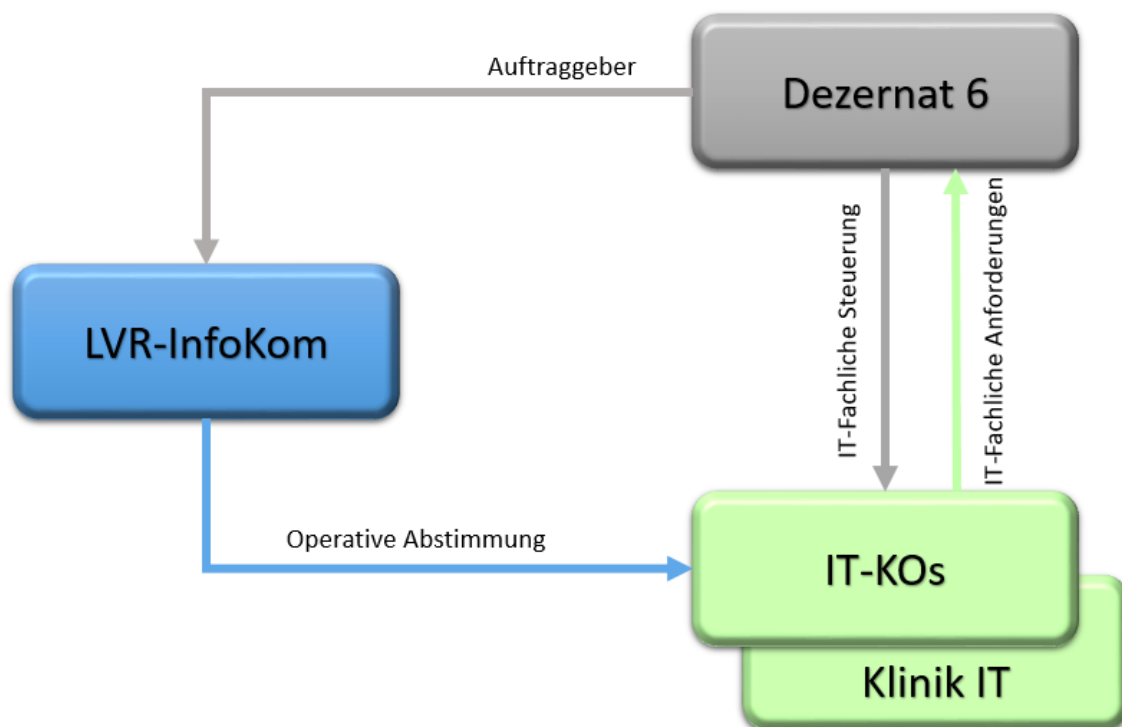 Auftraggeber
Dezernat 6
LVR-InfoKom
IT-Fachliche Steuerung
IT-Fachliche Anforderungen
Operative Abstimmung
IT-KOs
Klinik IT